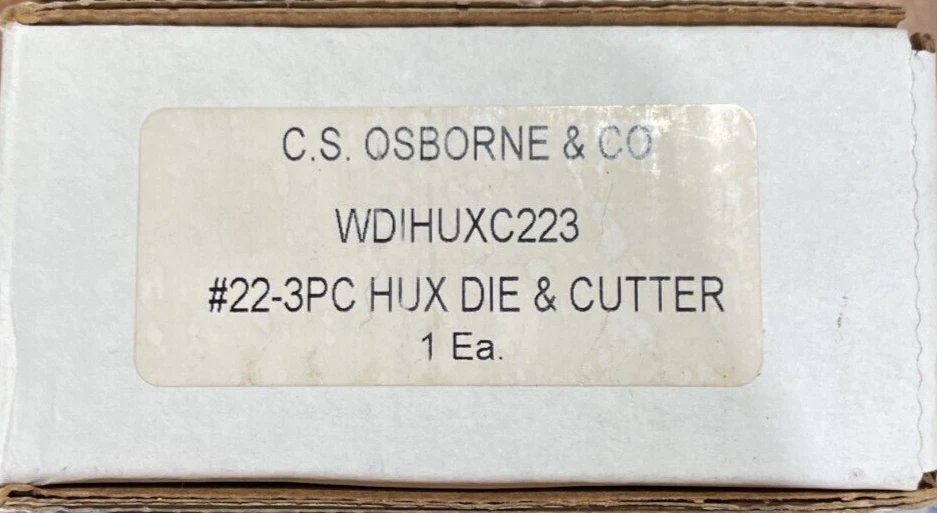 C.S. OSBORNE & CO
WDIHUXC223
#22-3PC HUX DIE & CUTTER
1 Ea.